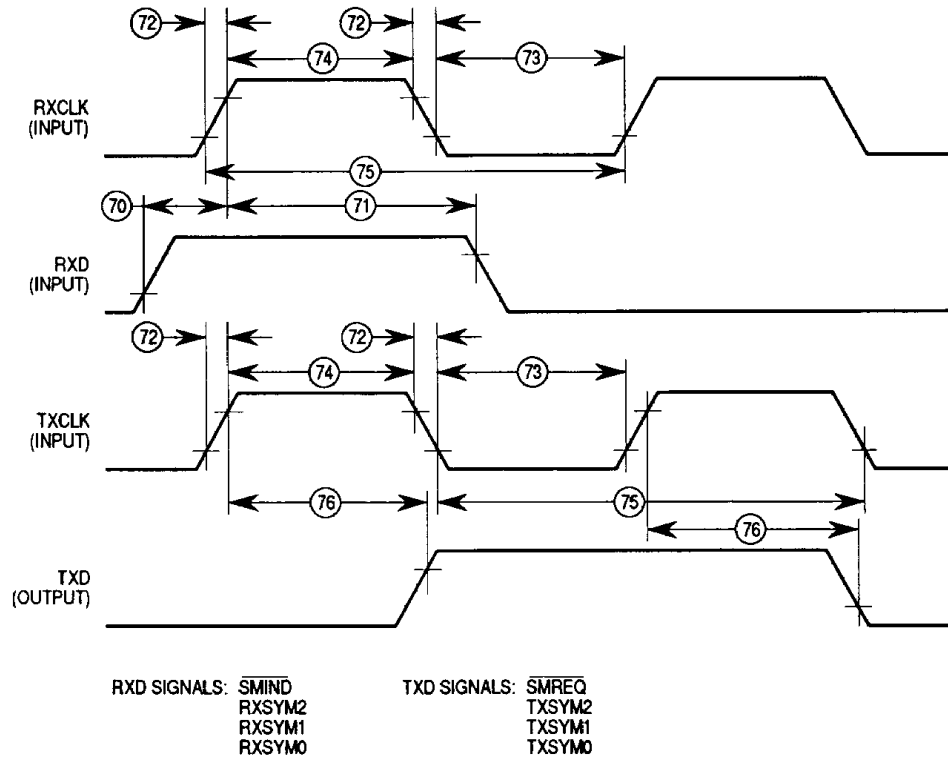 72 72
74 73
RXCLK
(INPUT)
75
70 71
RXD
(INPUT)
72 72
74 73
TXCLK
(INPUT)
76 75
76
TXD
(OUTPUT)
RXD SIGNALS: SMIND TXD SIGNALS: SMREQ
RXSYM2 TXSYM2
RXSYM1 TXSYM1
RXSYM0 TXSYM0